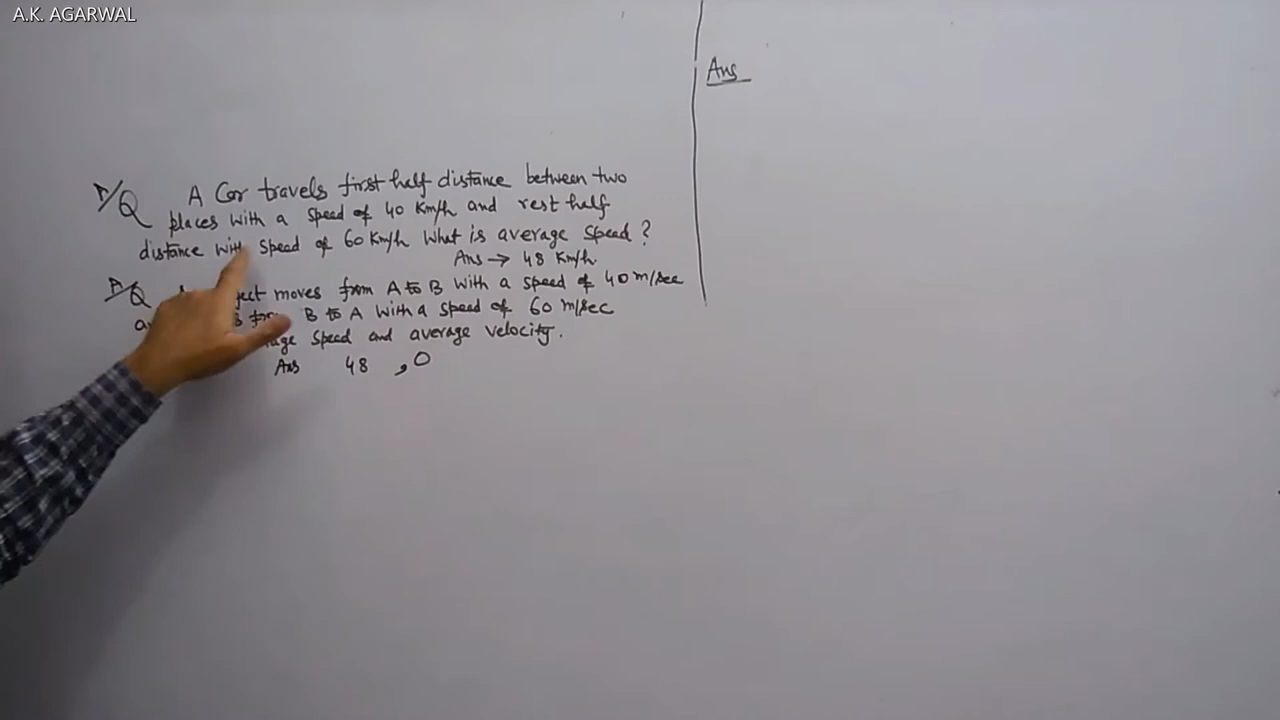 A.K. AGARWAL
Ans
Q A Car travels first half distance between two
places with a speed of 40 Km/h and rest half
distance with speed of 60 Km/h What is average speed?
Ans → 48 Km/h.
Q moves from A to B with a speed of 40 m/sec
B to A with a speed of 60 m/sec
speed and average velocity.
Ans 48 , 0